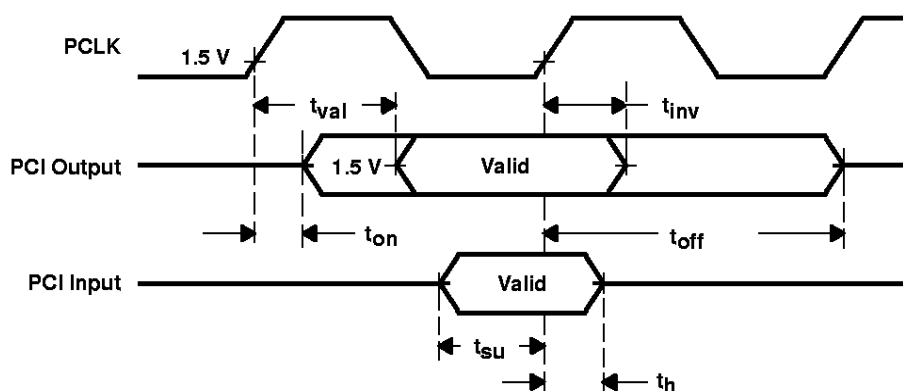 PCLK
1.5 V
tval
tinv
PCI Output
1.5 V
Valid
ton
toff
PCI Input
Valid
tsu
th